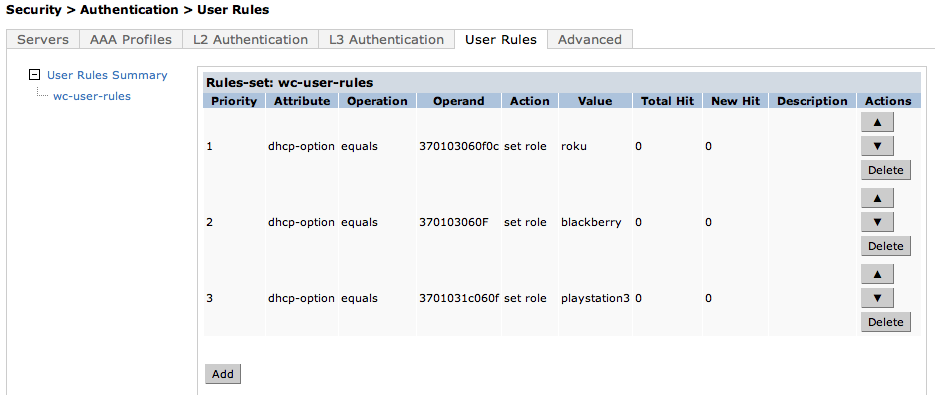 Security > Authentication > User Rules
Servers AAA Profiles L2 Authentication L3 Authentication User Rules Advanced
User Rules Summary
wc-user-rules
Rules-set: wc-user-rules
Priority Attribute Operation Operand Action Value Total Hit New Hit Description Actions
1 dhcp-option equals 370103060f0c set role roku 0 0
Delete
2 dhcp-option equals 370103060F set role blackberry 0 0
Delete
3 dhcp-option equals 3701031c060f set role playstation3 0 0
Delete
Add